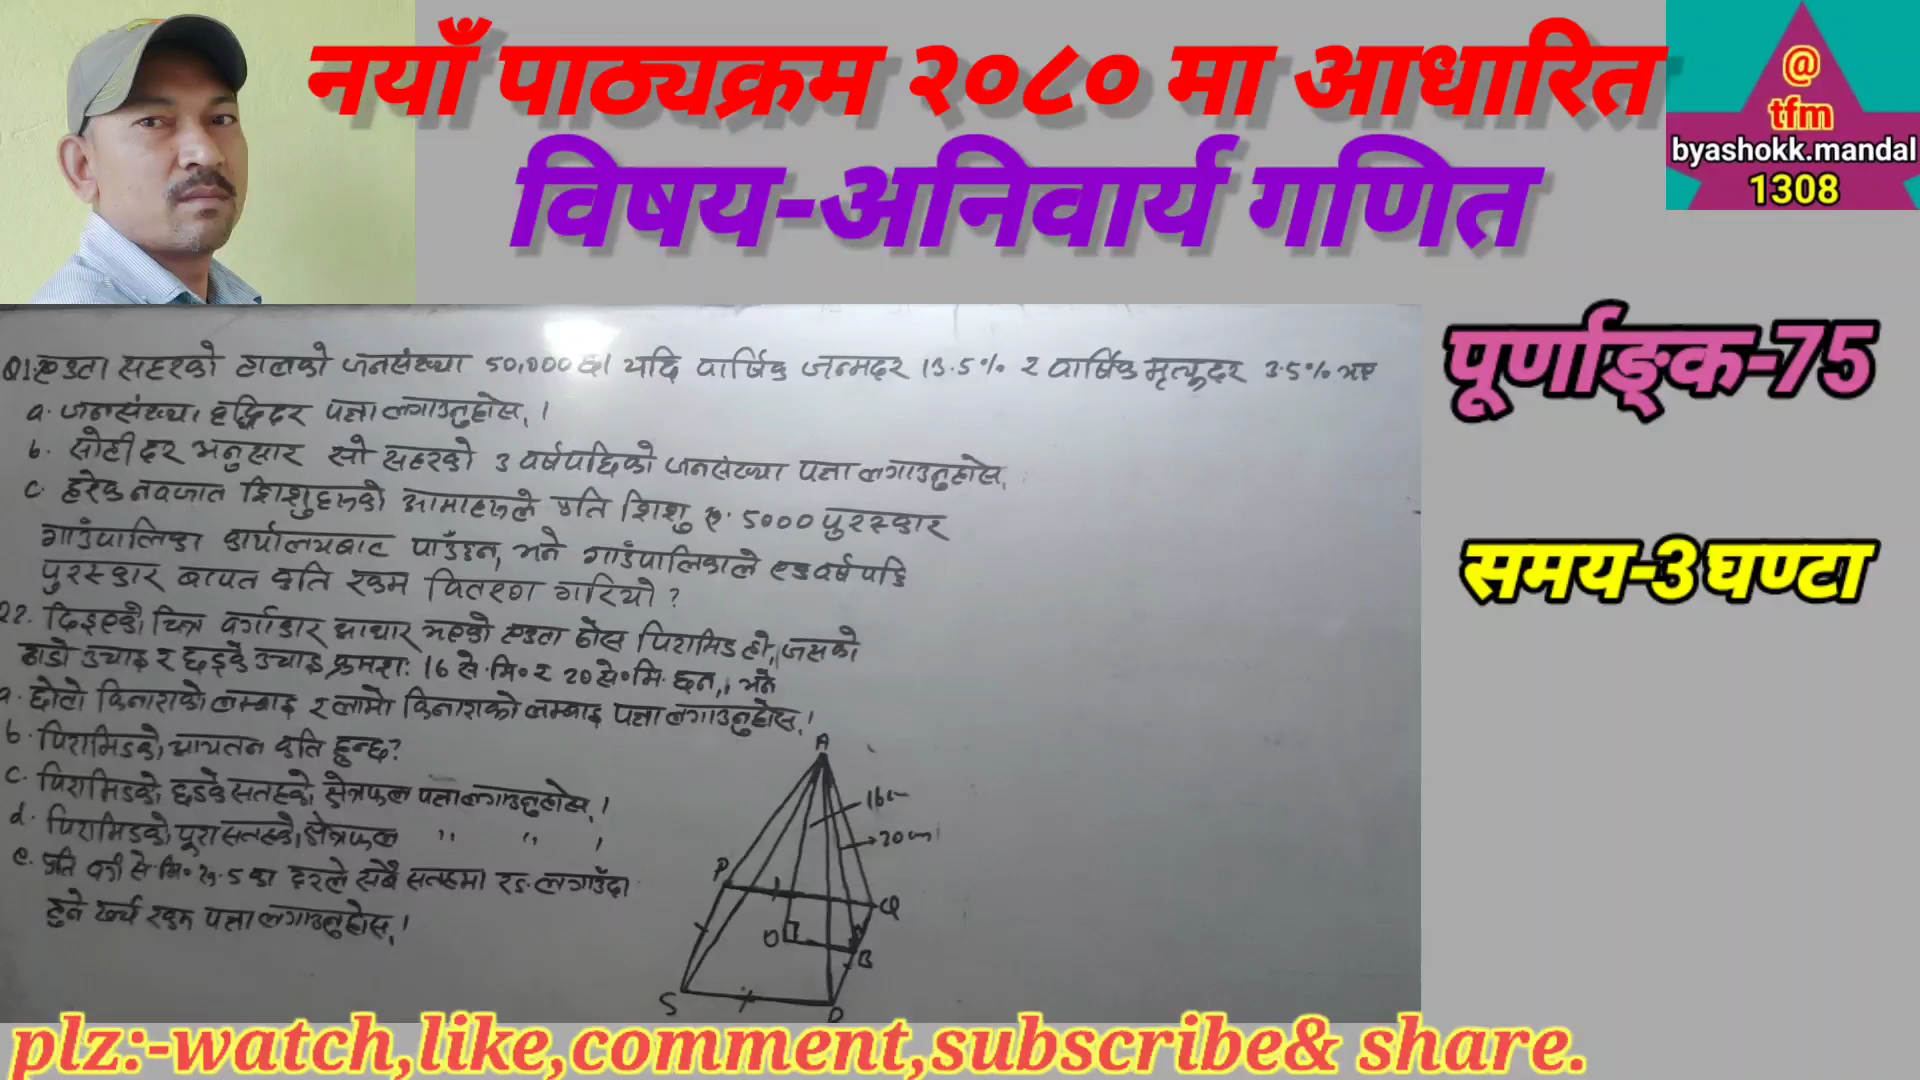 नयाँ पाठ्यक्रम २०८० मा आधारित
विषय-अनिवार्य गणित
@
tfm
byashokk.mandal
1308
पूर्णाङ्क-75
समय-3 घण्टा
Q1. एउटा सहरको हालको जनसंख्या 50,000 छ। यदि वार्षिक जन्मदर 13.5% र वार्षिक मृत्युदर 3.5% भए
a. जनसंख्या वृद्धिदर पत्ता लगाउनुहोस् ।
b. सोही दर अनुसार सो सहरको 3 वर्षपछिको जनसंख्या पत्ता लगाउनुहोस्
c. हरेक नवजात शिशुहरुको आमाहरुले प्रति शिशु रु. 5000 पुरस्कार
गाउँपालिका कार्यालयबाट पाउँछन्, भने गाउँपालिकाले एक वर्ष पछि
पुरस्कार बापत कति रकम वितरण गरियो ?
Q2. दिइएको चित्र वर्गाकार आधार भएको एउटा ठोस पिरामिड हो, जसको
ठाडो उचाइ र छड्के उचाइ क्रमशः 16 से.मि. र 20 से.मि. छन्, भने
a. छोटो किनाराको लम्बाइ र लामो किनाराको लम्बाइ पत्ता लगाउनुहोस् ।
b. पिरामिडको आयतन कति हुन्छ ?
c. पिरामिडको छड्के सतहको क्षेत्रफल पत्ता लगाउनुहोस् ।
d. पिरामिडको पूरा सतहको क्षेत्रफल " " ।
e. प्रति वर्ग से.मि. रु. 5 का दरले सबै सतहमा रङ लगाउँदा
हुने खर्च रकम पत्ता लगाउनुहोस् ।
A
16cm
20cm
P
Q
O
B
S
plz:-watch,like,comment,subscribe& share.